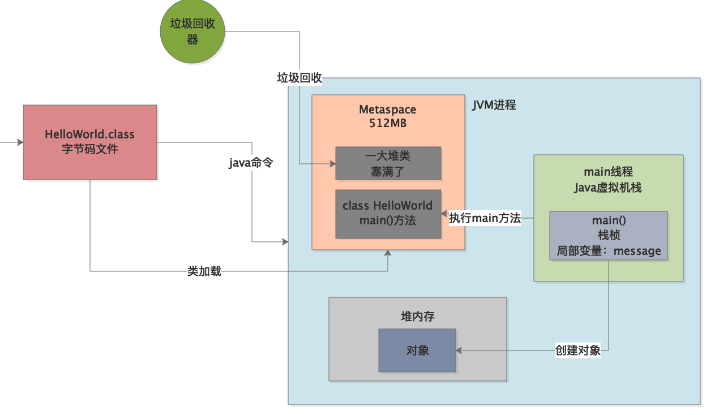 垃圾回收
器
垃圾回收
JVM进程
Metaspace
512MB
HelloWorld.class
字节码文件
java命令
一大堆类
塞满了
class HelloWorld
main()方法
执行main方法
main线程
Java虚拟机栈
main()
栈桢
局部变量：message
类加载
堆内存
对象
创建对象